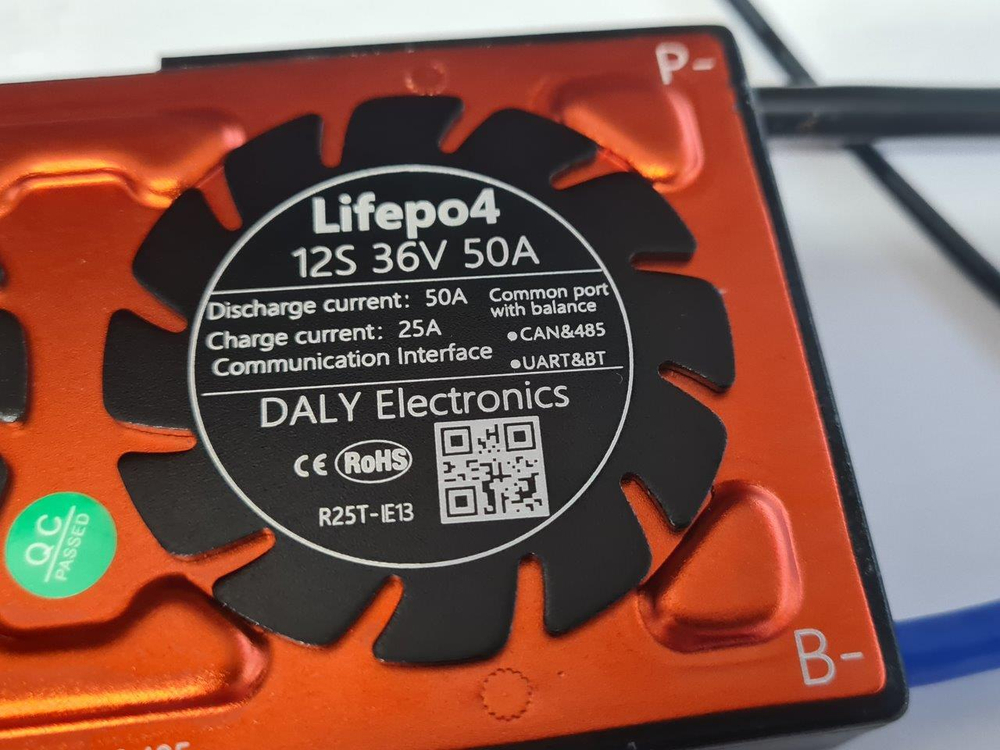 P-
Lifepo4
12S 36V 50A
Discharge current: 50A
Charge current: 25A
Communication Interface
Common port
with balance
•CAN&485
•UART&BT
DALY Electronics
CE RoHS
R25T-IE13
QC
PASSED
B-